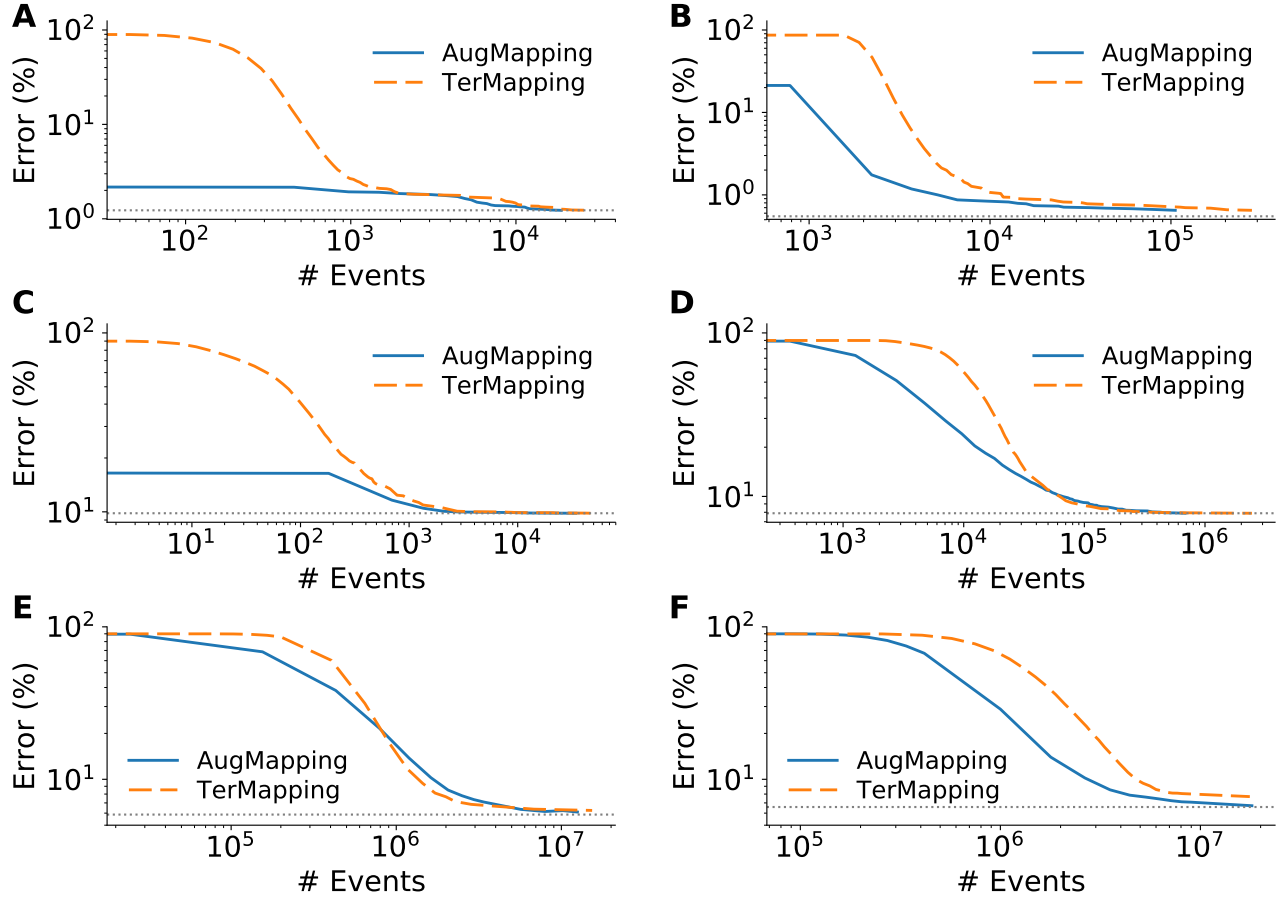 A
Error (%)
10²
10¹
10⁰
AugMapping
TerMapping
10² 10³ 10⁴
# Events
B
Error (%)
10²
10¹
10⁰
AugMapping
TerMapping
10³ 10⁴ 10⁵
# Events
C
Error (%)
10²
10¹
AugMapping
TerMapping
10¹ 10² 10³ 10⁴
# Events
D
Error (%)
10²
10¹
AugMapping
TerMapping
10³ 10⁴ 10⁵ 10⁶
# Events
E
Error (%)
10²
10¹
AugMapping
TerMapping
10⁵ 10⁶ 10⁷
# Events
F
Error (%)
10²
10¹
AugMapping
TerMapping
10⁵ 10⁶ 10⁷
# Events